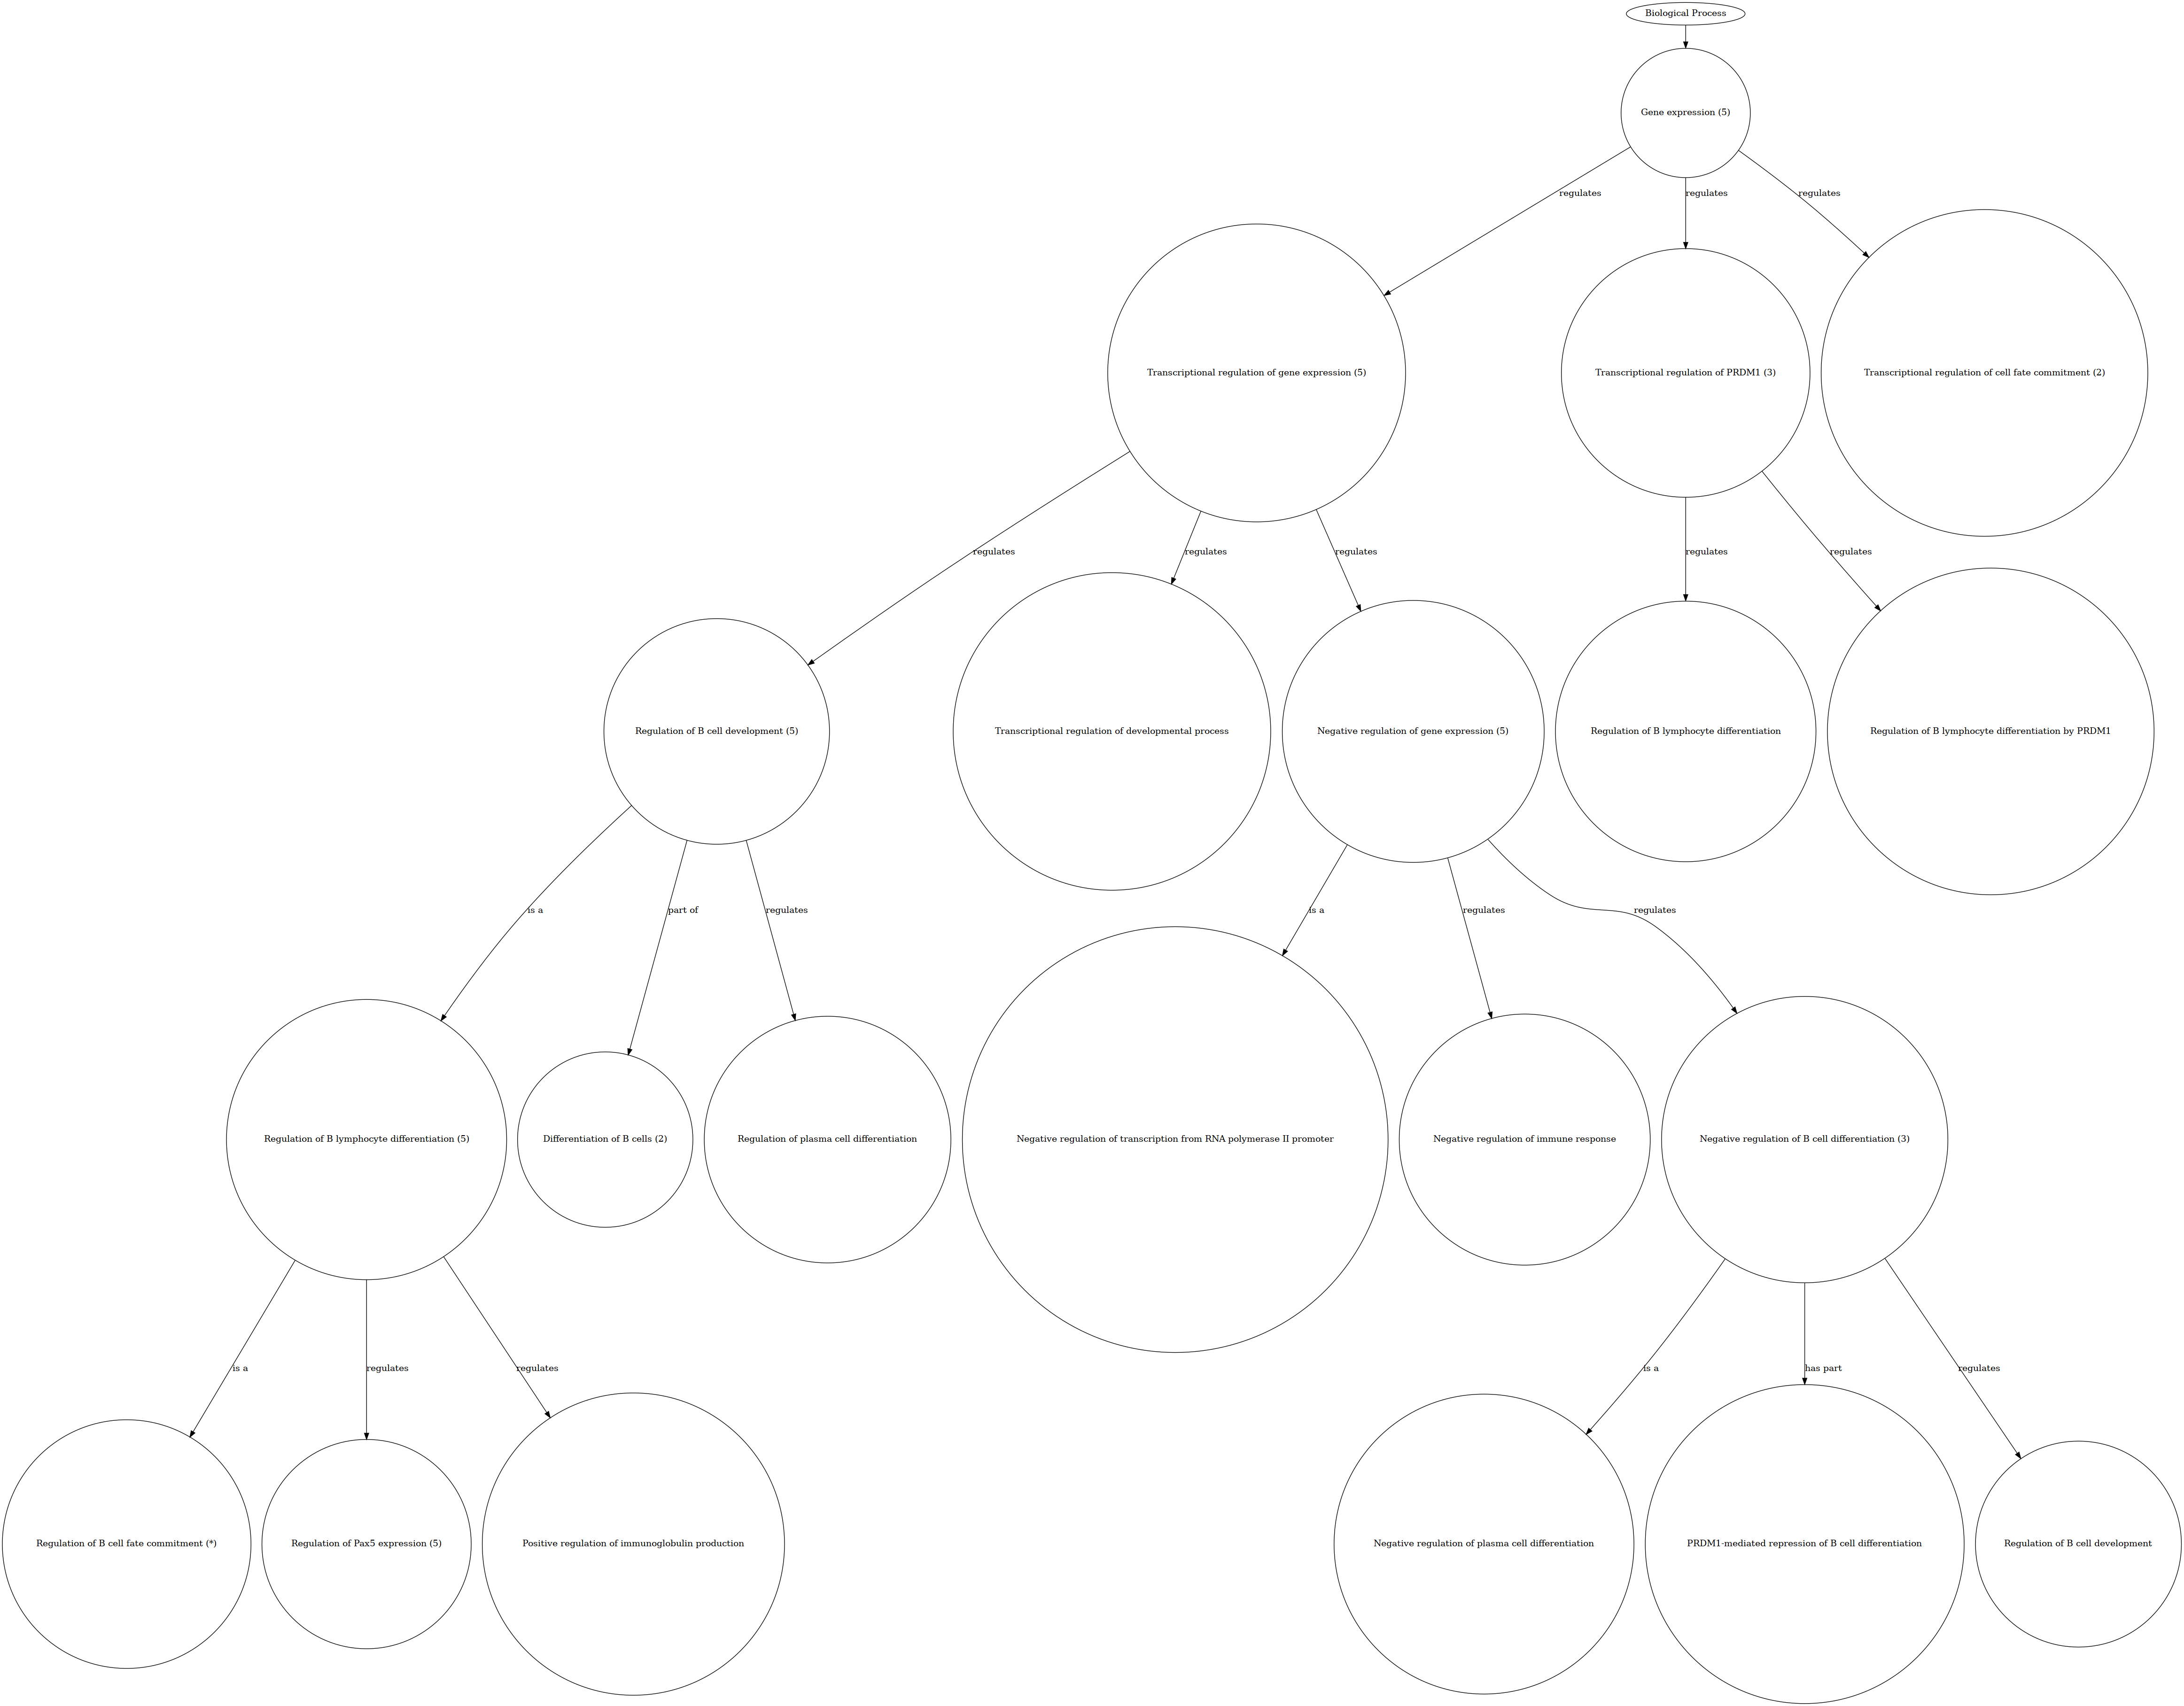 Biological Process
Gene expression (5)
regulates
regulates
regulates
Transcriptional regulation of gene expression (5)
Transcriptional regulation of PRDM1 (3)
Transcriptional regulation of cell fate commitment (2)
regulates
regulates
regulates
regulates
regulates
Regulation of B cell development (5)
Transcriptional regulation of developmental process
Negative regulation of gene expression (5)
Regulation of B lymphocyte differentiation
Regulation of B lymphocyte differentiation by PRDM1
is a
part of
regulates
is a
regulates
regulates
Regulation of B lymphocyte differentiation (5)
Differentiation of B cells (2)
Regulation of plasma cell differentiation
Negative regulation of transcription from RNA polymerase II promoter
Negative regulation of immune response
Negative regulation of B cell differentiation (3)
is a
regulates
regulates
is a
has part
regulates
Regulation of B cell fate commitment (*)
Regulation of Pax5 expression (5)
Positive regulation of immunoglobulin production
Negative regulation of plasma cell differentiation
PRDM1-mediated repression of B cell differentiation
Regulation of B cell development